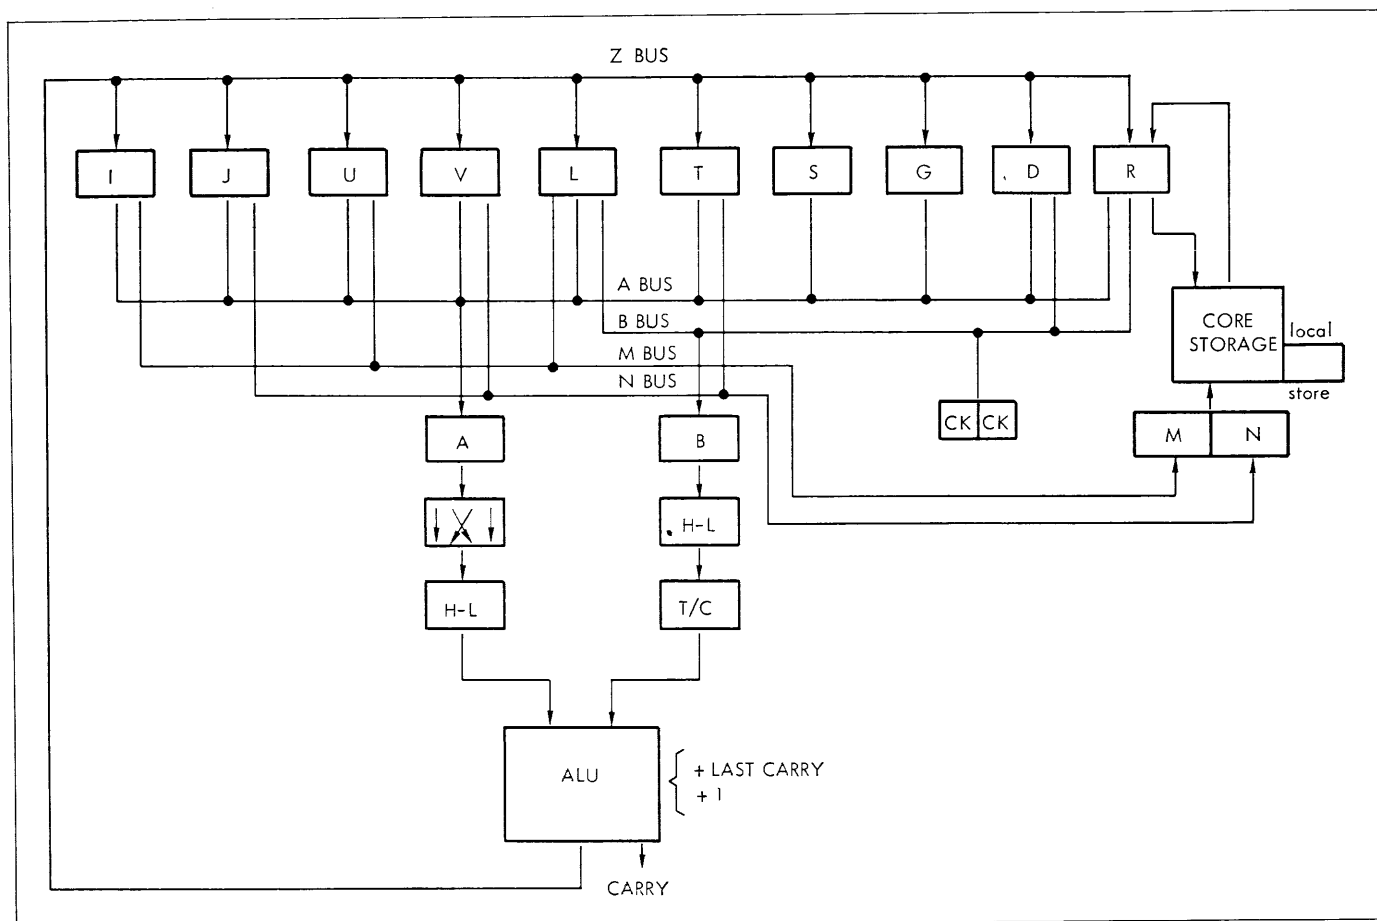 Z BUS
I J U V L T S G D R
A BUS
B BUS
CORE
STORAGE
local
store
M BUS
N BUS
CK CK
M N
A B
H-L
H-L T/C
ALU
+ LAST CARRY
+ 1
CARRY